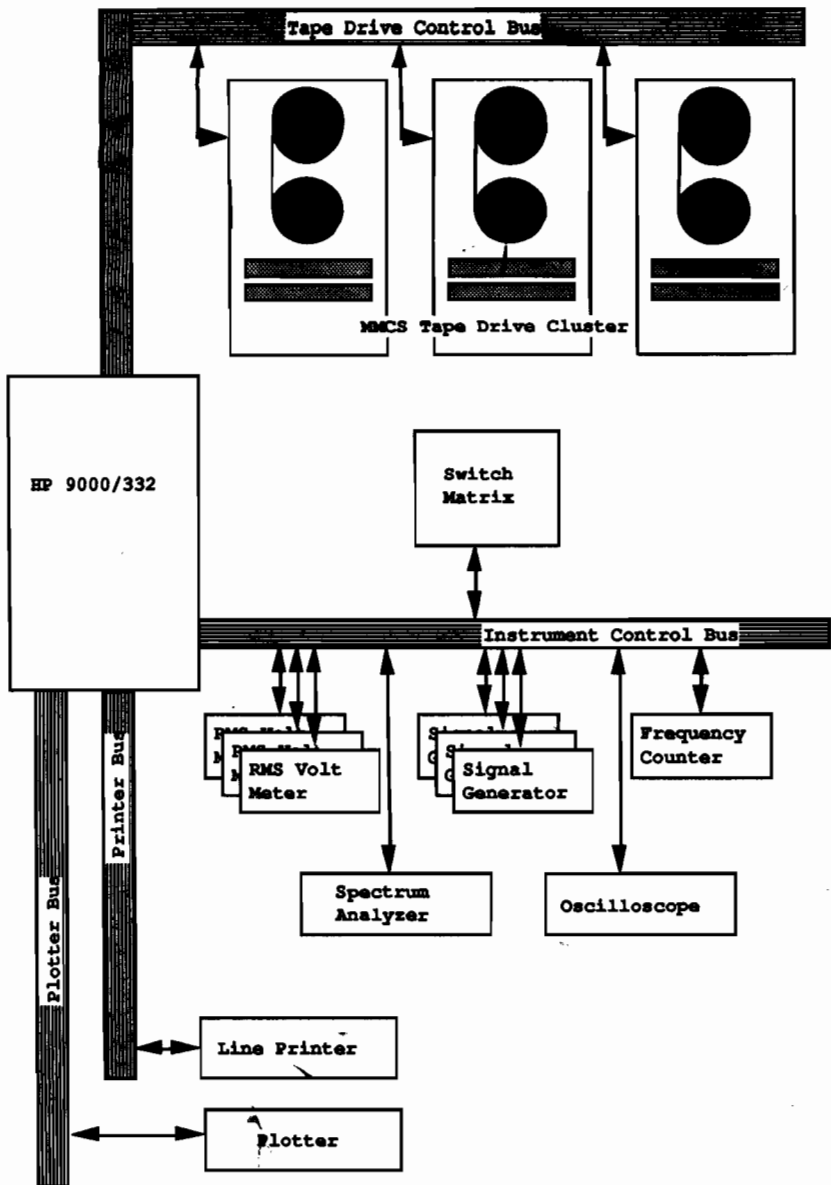 Tape Drive Control Bus
MMCS Tape Drive Cluster
HP 9000/332
Switch
Matrix
Instrument Control Bus
RMS Volt
Meter
Signal
Generator
Frequency
Counter
Spectrum
Analyzer
Oscilloscope
Printer Bus
Plotter Bus
Line Printer
Plotter